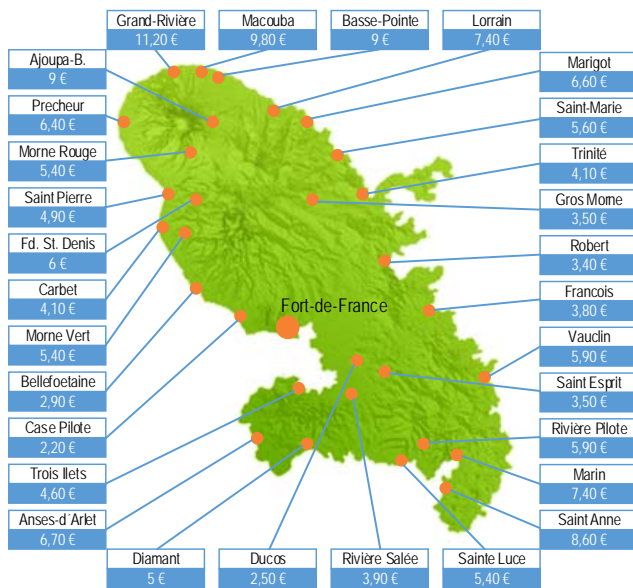 Grand-Rivière
11,20 €
Macouba
9,80 €
Basse-Pointe
9 €
Lorrain
7,40 €
Ajoupa-B.
9 €
Precheur
6,40 €
Morne Rouge
5,40 €
Saint Pierre
4,90 €
Fd. St. Denis
6 €
Carbet
4,10 €
Morne Vert
5,40 €
Bellefoetaine
2,90 €
Case Pilote
2,20 €
Trois Ilets
4,60 €
Anses-d´Arlet
6,70 €
Fort-de-France
Marigot
6,60 €
Saint-Marie
5,60 €
Trinité
4,10 €
Gros Morne
3,50 €
Robert
3,40 €
Francois
3,80 €
Vauclin
5,90 €
Saint Esprit
3,50 €
Rivière Pilote
5,90 €
Marin
7,40 €
Saint Anne
8,60 €
Diamant
5 €
Ducos
2,50 €
Rivière Salée
3,90 €
Sainte Luce
5,40 €